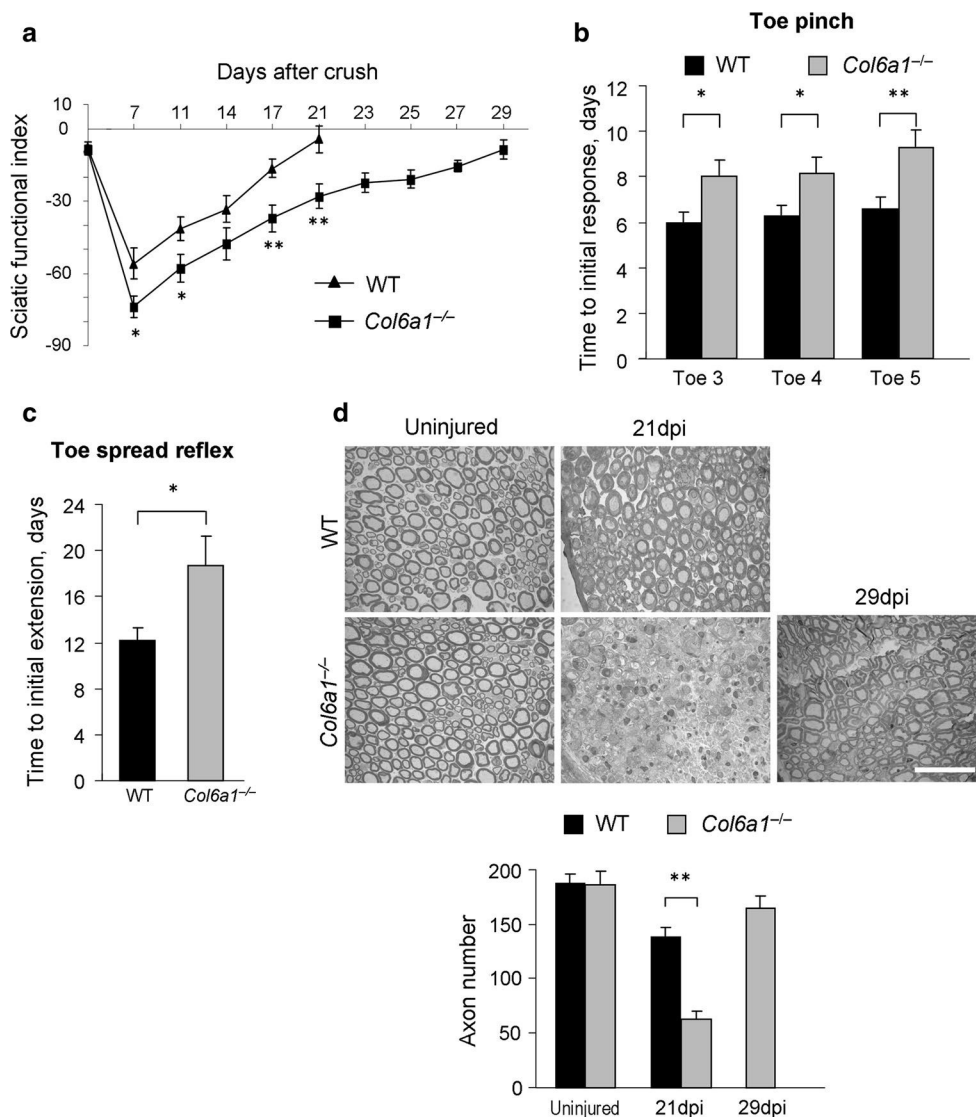 a
Days after crush
10
7 11 14 17 21 23 25 27 29
0
-30
-60
-90
Sciatic functional index
*
*
**
**
WT
Col6a1⁻/⁻
b
Toe pinch
WT Col6a1⁻/⁻
* * **
12
10
8
6
4
2
0
Time to initial response, days
Toe 3 Toe 4 Toe 5
c
Toe spread reflex
*
24
20
16
12
8
4
0
Time to initial extension, days
WT Col6a1⁻/⁻
d
Uninjured 21dpi
WT
29dpi
Col6a1⁻/⁻
WT Col6a1⁻/⁻
**
200
150
100
50
0
Axon number
Uninjured 21dpi 29dpi